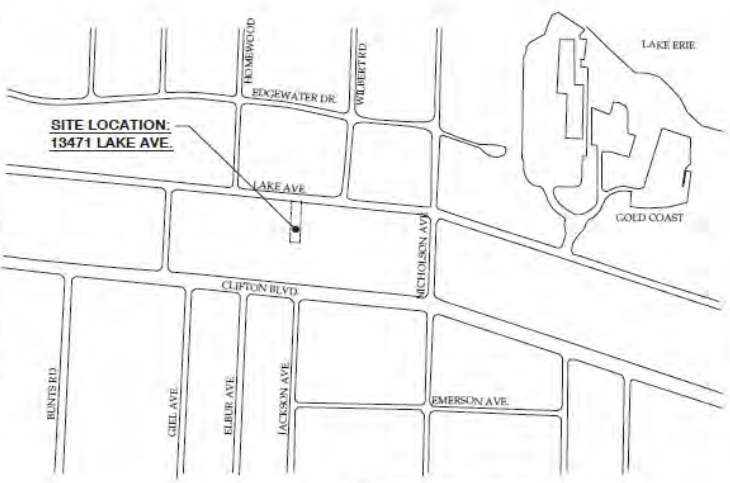 HOMEWOOD
WILBERT RD.
LAKE ERIE
EDGEWATER DR.
SITE LOCATION:
13471 LAKE AVE.
LAKE AVE
GOLD COAST
NICHOLSON AVE
CLIFTON BLVD.
BUNTS RD
GIEL AVE
ELBUR AVE
JACKSON AVE.
EMERSON AVE.